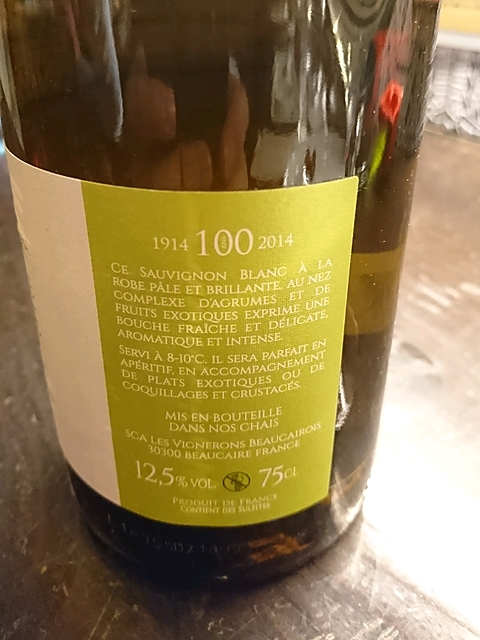 1914 100 2014
CE SAUVIGNON BLANC À LA
ROBE PÂLE ET BRILLANTE, AU NEZ
COMPLEXE D'AGRUMES ET DE
FRUITS EXOTIQUES EXPRIME UNE
BOUCHE FRAÎCHE ET DÉLICATE,
AROMATIQUE ET INTENSE.
SERVI À 8-10°C, IL SERA PARFAIT EN
APÉRITIF, EN ACCOMPAGNEMENT
DE PLATS EXOTIQUES OU DE
COQUILLAGES ET CRUSTACÉS.
MIS EN BOUTEILLE
DANS NOS CHAIS
SCA LES VIGNERONS BEAUCAIROIS
30300 BEAUCAIRE FRANCE
12,5% VOL. 75CL
PRODUIT DE FRANCE
CONTIENT DES SULFITES